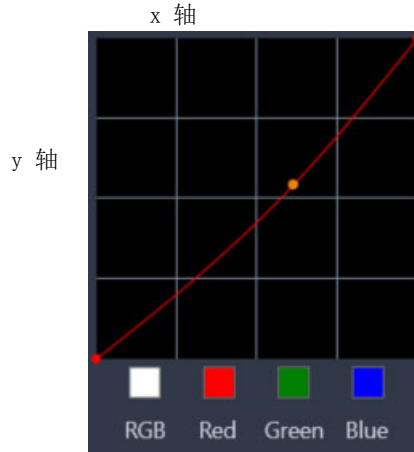 x 轴
y 轴
RGB Red Green Blue